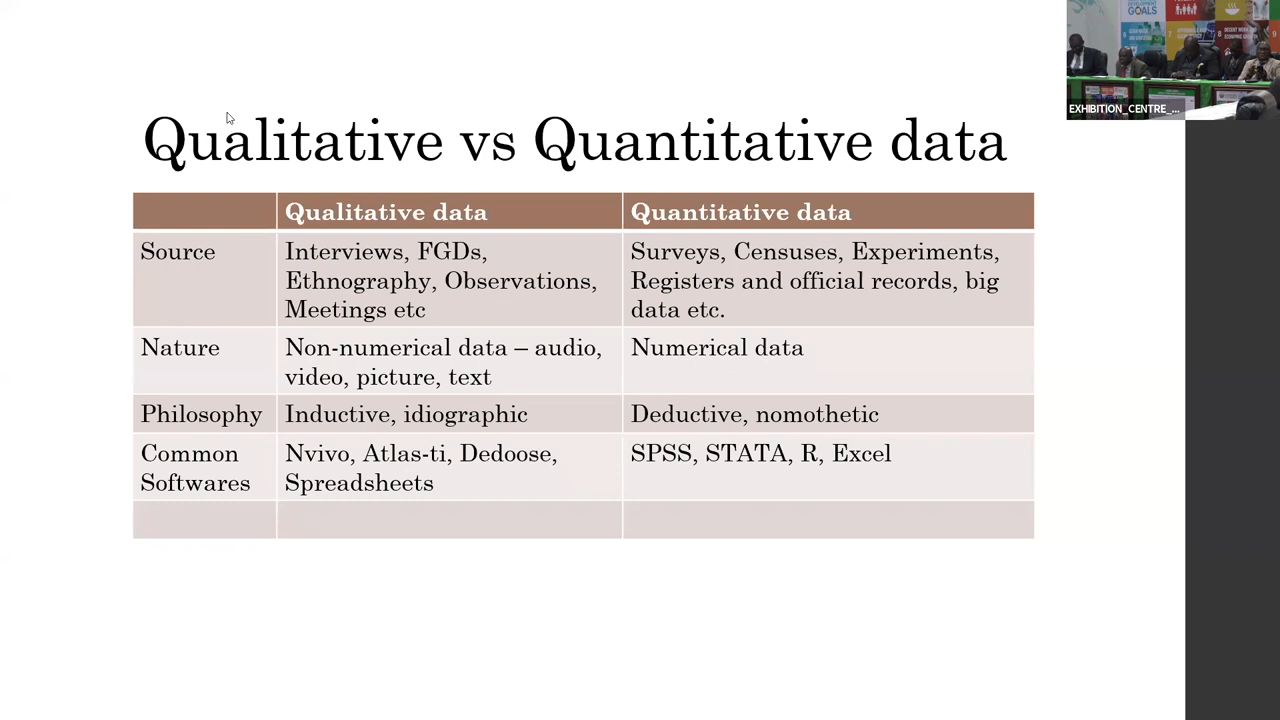 DEVELOPMENT
GOALS
EXHIBITION_CENTRE_...
Qualitative vs Quantitative data
Qualitative data
Quantitative data
Source
Interviews, FGDs,
Ethnography, Observations,
Meetings etc
Surveys, Censuses, Experiments,
Registers and official records, big
data etc.
Nature
Non-numerical data – audio,
video, picture, text
Numerical data
Philosophy
Inductive, idiographic
Deductive, nomothetic
Common
Softwares
Nvivo, Atlas-ti, Dedoose,
Spreadsheets
SPSS, STATA, R, Excel